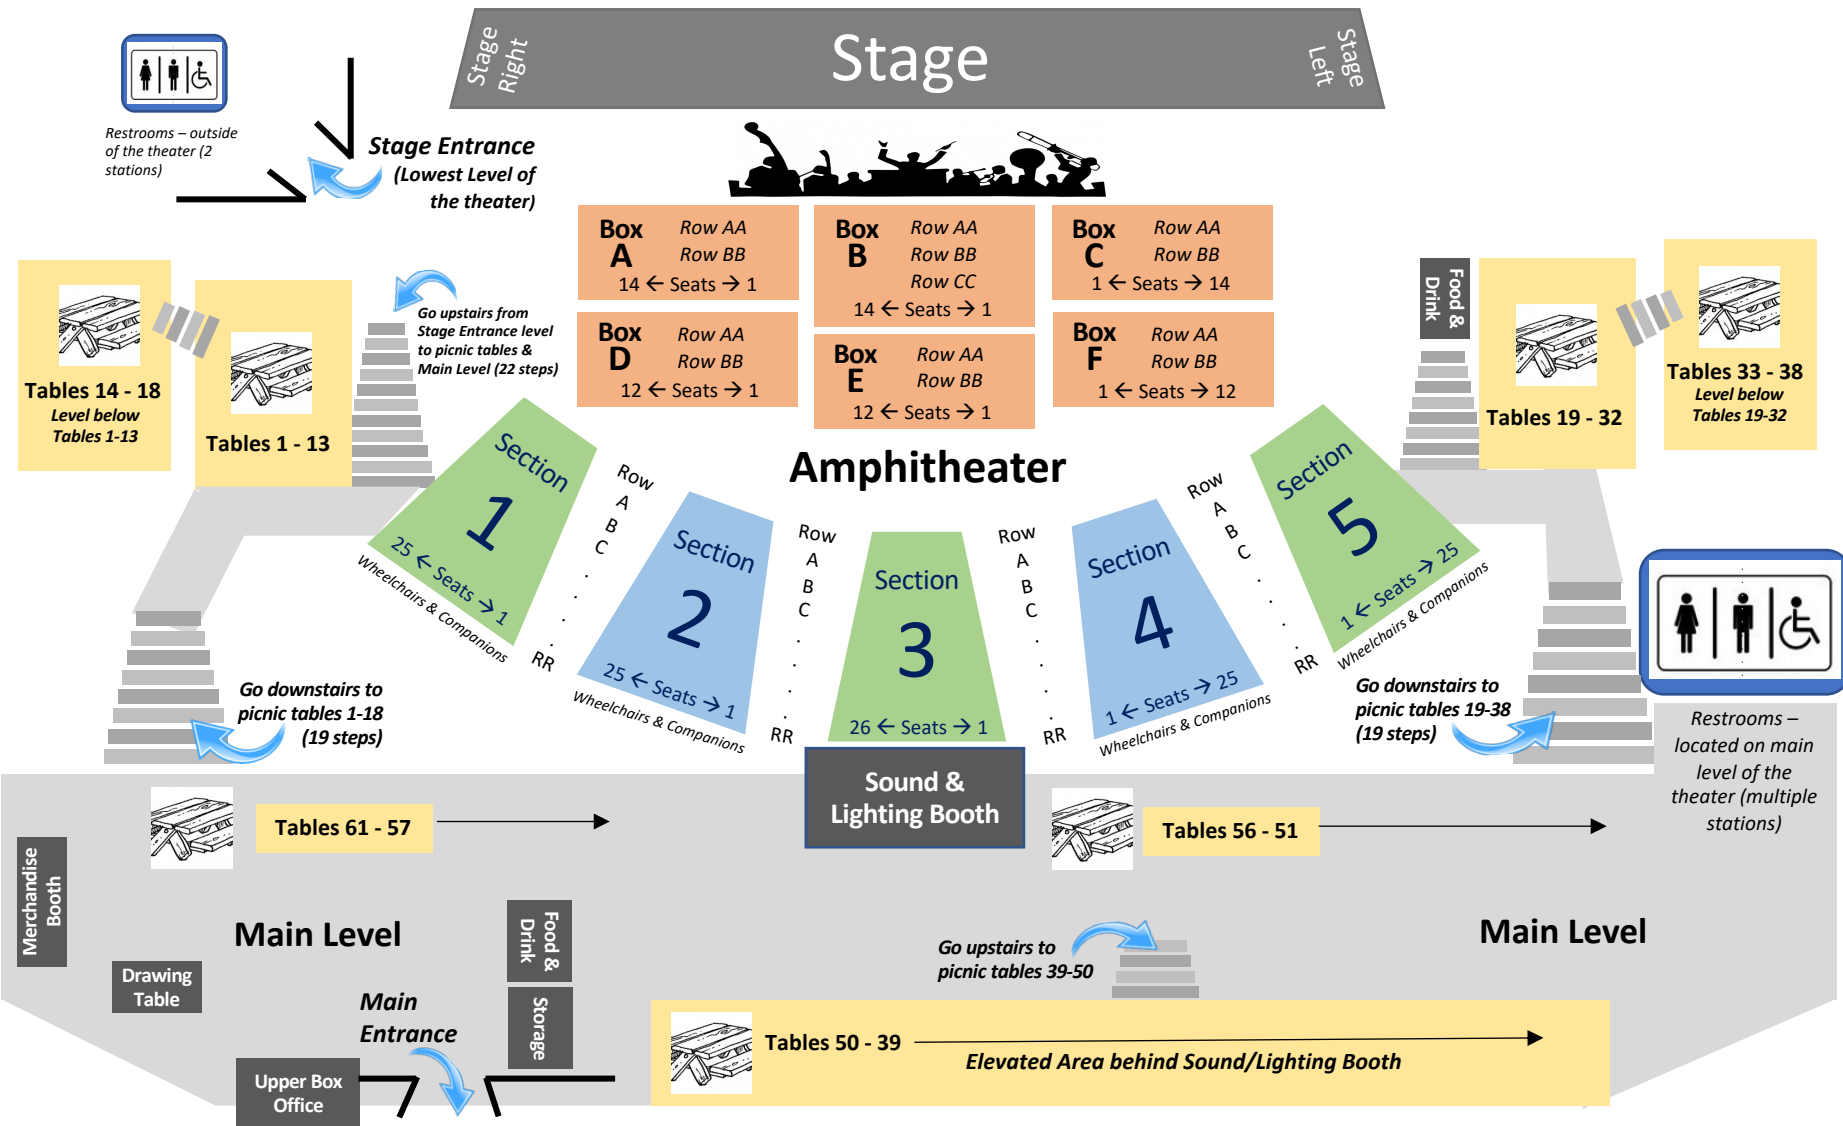 Stage
Right
Stage
Stage
Left
Restrooms – outside
of the theater (2
stations)
Stage Entrance
(Lowest Level of
the theater)
Box
A
Row AA
Row BB
14 ← Seats → 1
Box
B
Row AA
Row BB
Row CC
14 ← Seats → 1
Box
C
Row AA
Row BB
1 ← Seats → 14
Box
D
Row AA
Row BB
12 ← Seats → 1
Box
E
Row AA
Row BB
12 ← Seats → 1
Box
F
Row AA
Row BB
1 ← Seats → 12
Tables 14 - 18
Level below
Tables 1-13
Tables 1 - 13
Go upstairs from
Stage Entrance level
to picnic tables &
Main Level (22 steps)
Food &
Drink
Tables 19 - 32
Tables 33 - 38
Level below
Tables 19-32
Amphitheater
Section
1
25 ← Seats → 1
Wheelchairs & Companions
Row
A
B
C
.
.
.
RR
Section
2
25 ← Seats → 1
Wheelchairs & Companions
Row
A
B
C
.
.
.
.
RR
Section
3
26 ← Seats → 1
Row
A
B
C
.
.
.
.
RR
Section
4
1 ← Seats → 25
Wheelchairs & Companions
Row
A
B
C
.
.
.
RR
Section
5
1 ← Seats → 25
Wheelchairs & Companions
Go downstairs to
picnic tables 1-18
(19 steps)
Go downstairs to
picnic tables 19-38
(19 steps)
Restrooms –
located on main
level of the
theater (multiple
stations)
Sound &
Lighting Booth
Tables 61 - 57
Tables 56 - 51
Merchandise
Booth
Main Level
Food &
Drink
Drawing
Table
Storage
Main
Entrance
Upper Box
Office
Go upstairs to
picnic tables 39-50
Main Level
Tables 50 - 39
Elevated Area behind Sound/Lighting Booth